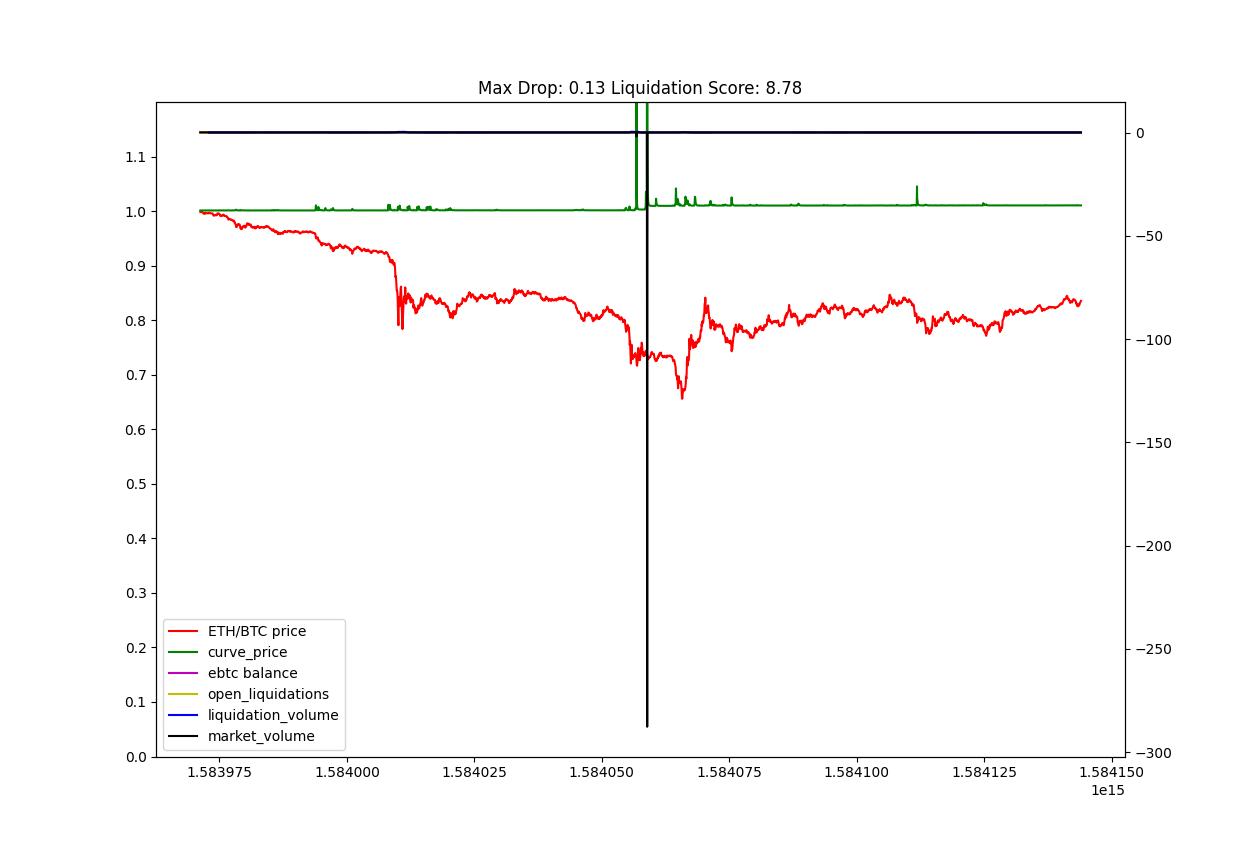 Max Drop: 0.13 Liquidation Score: 8.78
1.1
1.0
0.9
0.8
0.7
0.6
0.5
0.4
0.3
0.2
0.1
0.0
0
−50
−100
−150
−200
−250
−300
ETH/BTC price
curve_price
ebtc balance
open_liquidations
liquidation_volume
market_volume
1.583975 1.584000 1.584025 1.584050 1.584075 1.584100 1.584125 1.584150
1e15